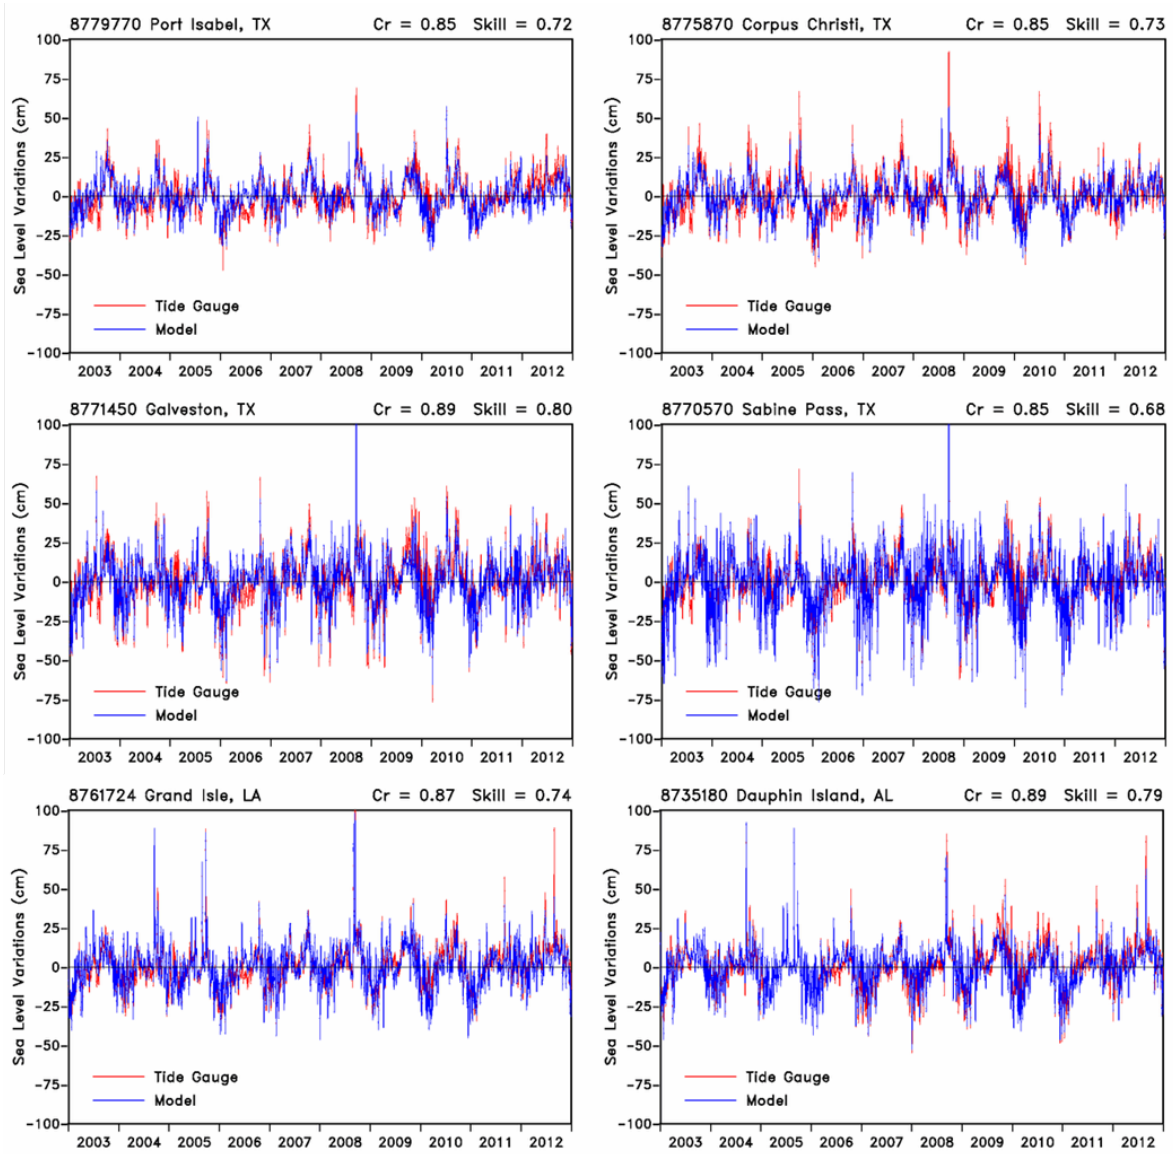 8779770 Port Isabel, TX Cr = 0.85 Skill = 0.72
100
75
50
25
0
-25
-50
-75
-100
Sea Level Variations (cm)
Tide Gauge
Model
2003 2004 2005 2006 2007 2008 2009 2010 2011 2012
8775870 Corpus Christi, TX Cr = 0.85 Skill = 0.73
100
75
50
25
0
-25
-50
-75
-100
Sea Level Variations (cm)
Tide Gauge
Model
2003 2004 2005 2006 2007 2008 2009 2010 2011 2012
8771450 Galveston, TX Cr = 0.89 Skill = 0.80
100
75
50
25
0
-25
-50
-75
-100
Sea Level Variations (cm)
Tide Gauge
Model
2003 2004 2005 2006 2007 2008 2009 2010 2011 2012
8770570 Sabine Pass, TX Cr = 0.85 Skill = 0.68
100
75
50
25
0
-25
-50
-75
-100
Sea Level Variations (cm)
Tide Gauge
Model
2003 2004 2005 2006 2007 2008 2009 2010 2011 2012
8761724 Grand Isle, LA Cr = 0.87 Skill = 0.74
100
75
50
25
0
-25
-50
-75
-100
Sea Level Variations (cm)
Tide Gauge
Model
2003 2004 2005 2006 2007 2008 2009 2010 2011 2012
8735180 Dauphin Island, AL Cr = 0.89 Skill = 0.79
100
75
50
25
0
-25
-50
-75
-100
Sea Level Variations (cm)
Tide Gauge
Model
2003 2004 2005 2006 2007 2008 2009 2010 2011 2012